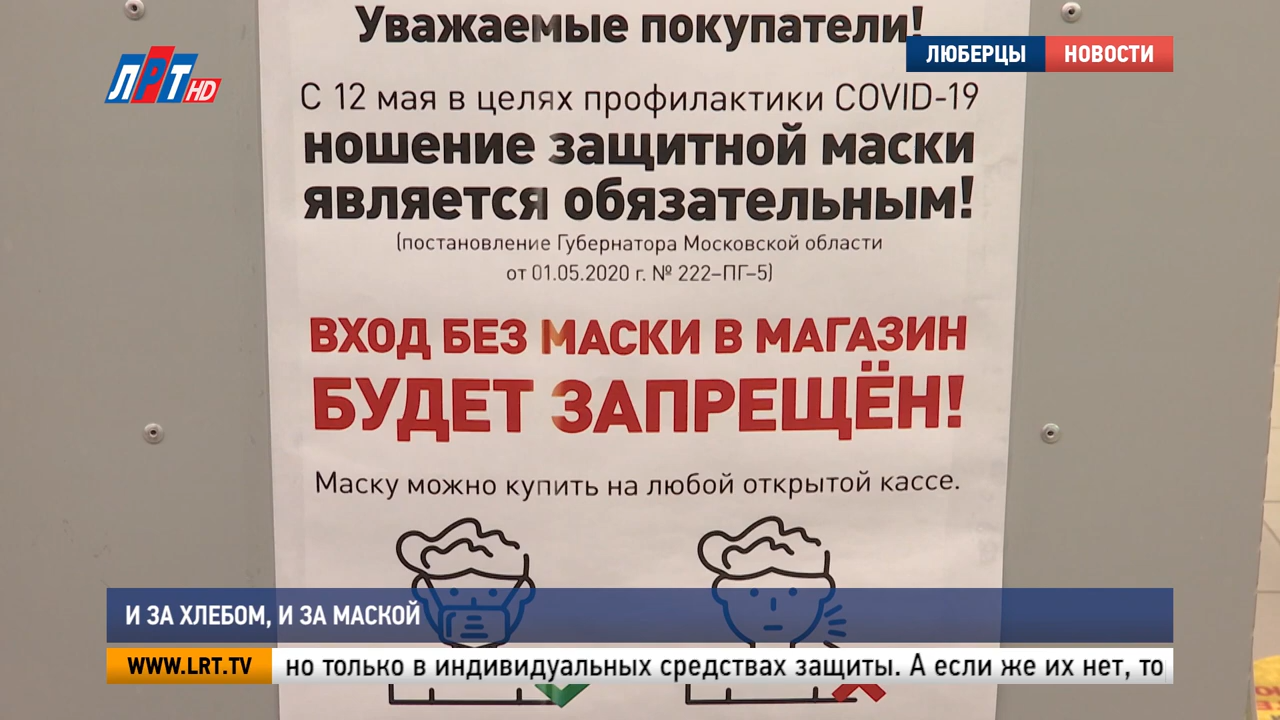 Уважаемые покупатели!
ЛРТ HD
ЛЮБЕРЦЫ НОВОСТИ
С 12 мая в целях профилактики COVID-19
ношение защитной маски
является обязательным!
(постановление Губернатора Московской области
от 01.05.2020 г. № 222–ПГ–5)
ВХОД БЕЗ МАСКИ В МАГАЗИН
БУДЕТ ЗАПРЕЩЁН!
Маску можно купить на любой открытой кассе.
И ЗА ХЛЕБОМ, И ЗА МАСКОЙ
WWW.LRT.TV но только в индивидуальных средствах защиты. А если же их нет, то